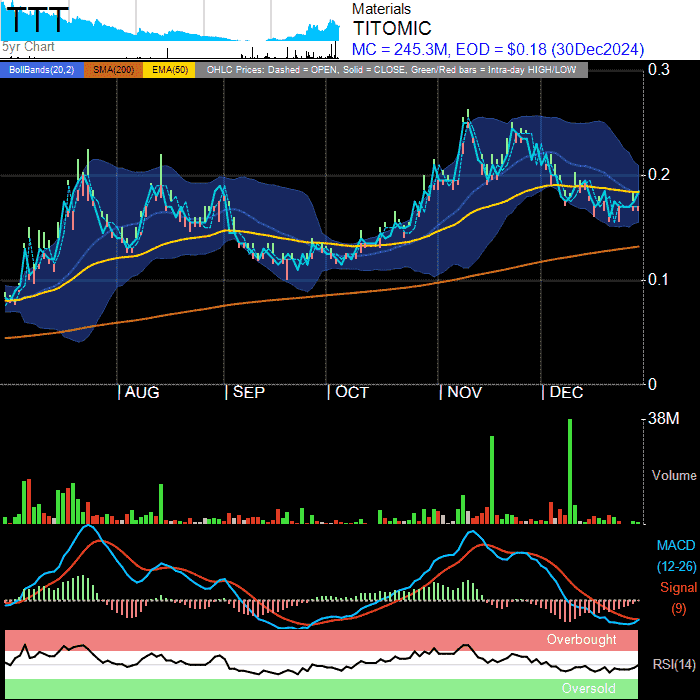 TTT
5yr Chart
Materials
TITOMIC
MC = 245.3M, EOD = $0.18 (30Dec2024)
BollBands(20,2) SMA(200) EMA(50) OHLC Prices: Dashed = OPEN, Solid = CLOSE, Green/Red bars = Intra-day HIGH/LOW
0.3
0.2
0.1
0
AUG SEP OCT NOV DEC
38M
Volume
MACD
(12-26)
Signal
(9)
Overbought
RSI(14)
Oversold